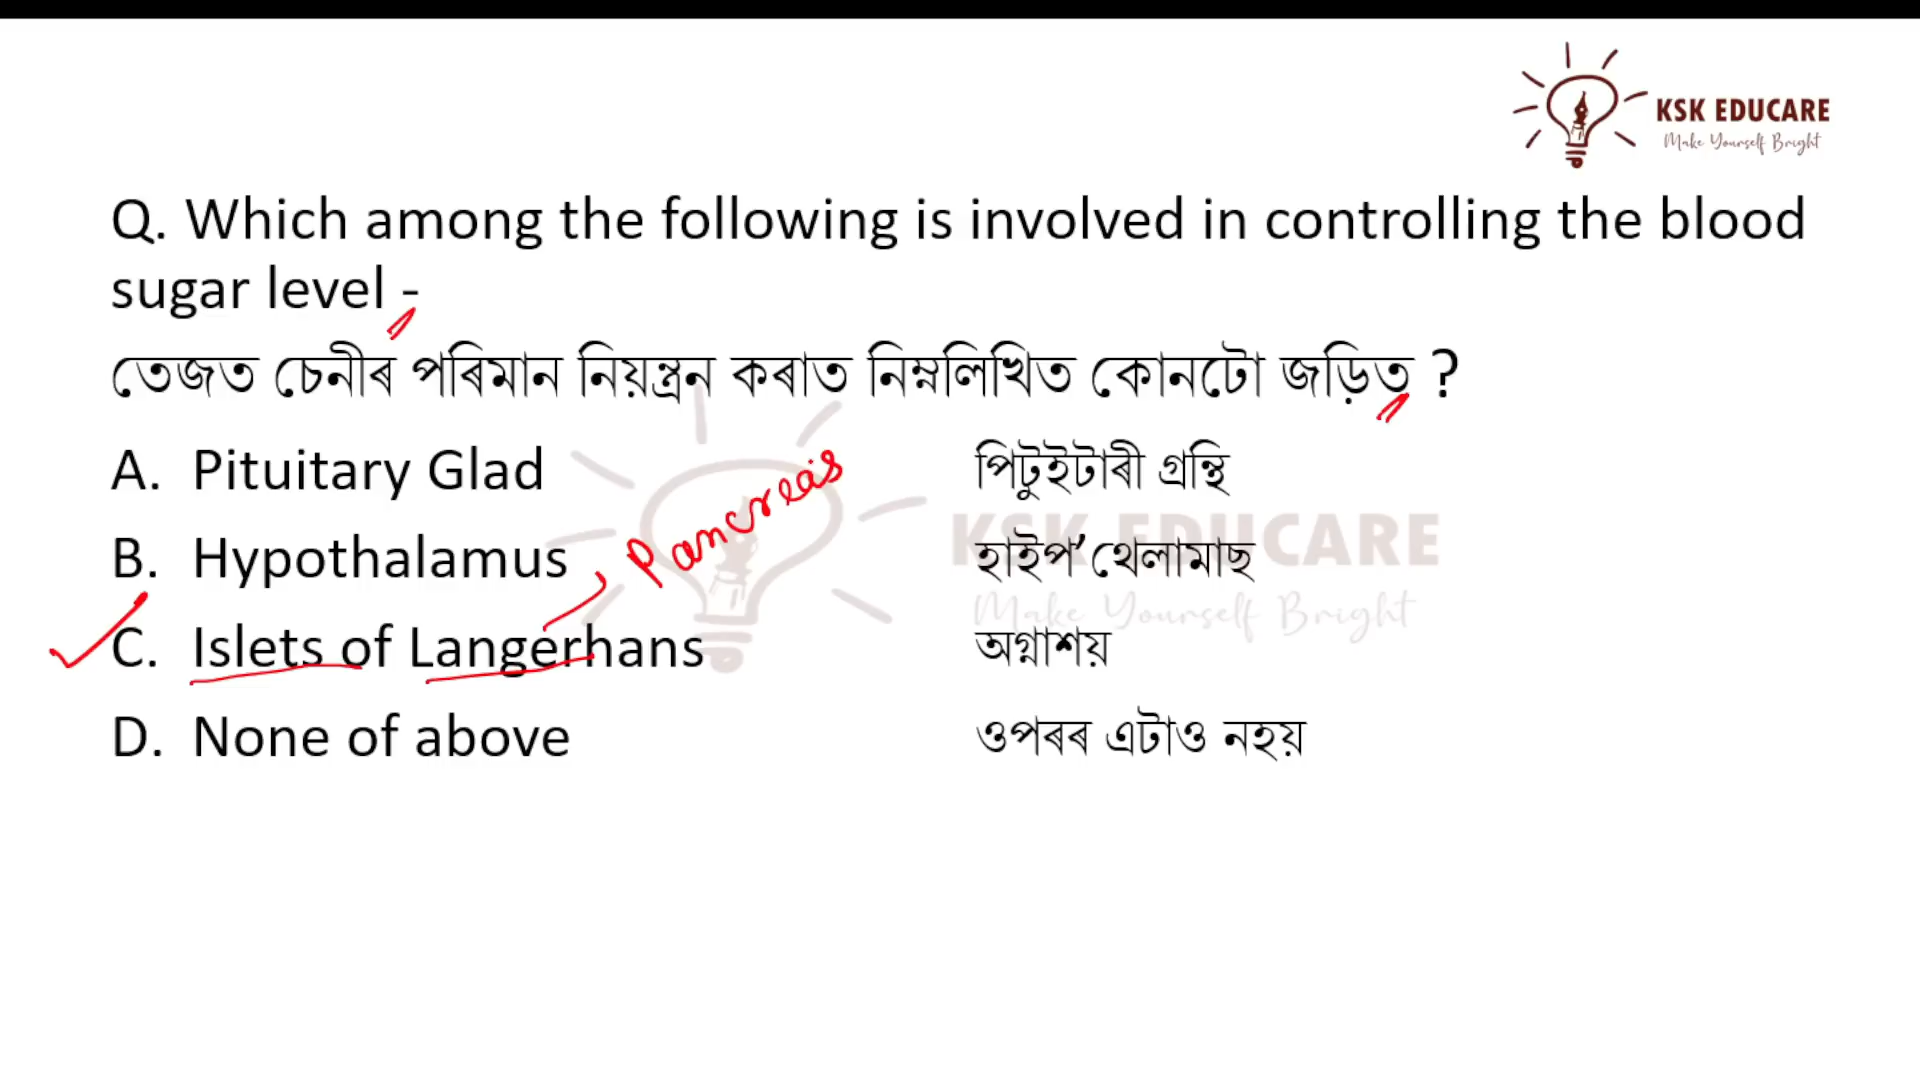 KSK EDUCARE
Make Yourself Bright
Q. Which among the following is involved in controlling the blood
sugar level -
তেজত চেনীৰ পৰিমান নিয়ন্ত্ৰন কৰাত নিম্নলিখিত কোনটো জড়িত ?
A. Pituitary Glad পিটুইটাৰী গ্ৰন্থি
Pancreas
B. Hypothalamus হাইপ’থেলামাছ
KSK EDUCARE
Make Yourself Bright
C. Islets of Langerhans অগ্নাশয়
D. None of above ওপৰৰ এটাও নহয়